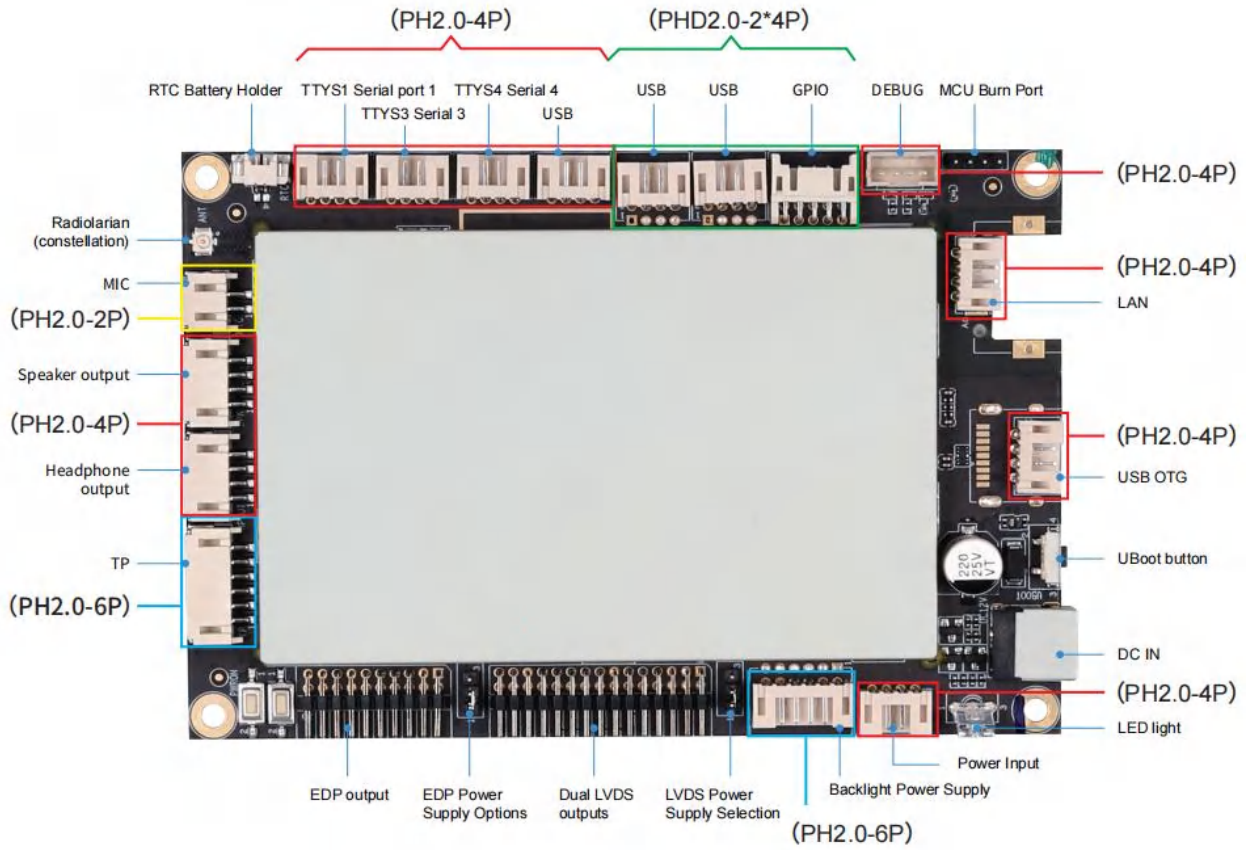 (PH2.0-4P)
(PHD2.0-2*4P)
RTC Battery Holder
TTYS1 Serial port 1
TTYS4 Serial 4
USB
USB
GPIO
DEBUG
MCU Burn Port
TTYS3 Serial 3
USB
(PH2.0-4P)
RTC
ANT
Radiolarian
(constellation)
(PH2.0-4P)
MIC
LAN
(PH2.0-2P)
Speaker output
(PH2.0-4P)
(PH2.0-4P)
Headphone
output
USB OTG
TP
220
25V
VT
UBoot button
UBOOT
(PH2.0-6P)
DC12V
DC IN
(PH2.0-4P)
LED light
Power Input
EDP output
EDP Power
Supply Options
Dual LVDS
outputs
LVDS Power
Supply Selection
Backlight Power Supply
(PH2.0-6P)